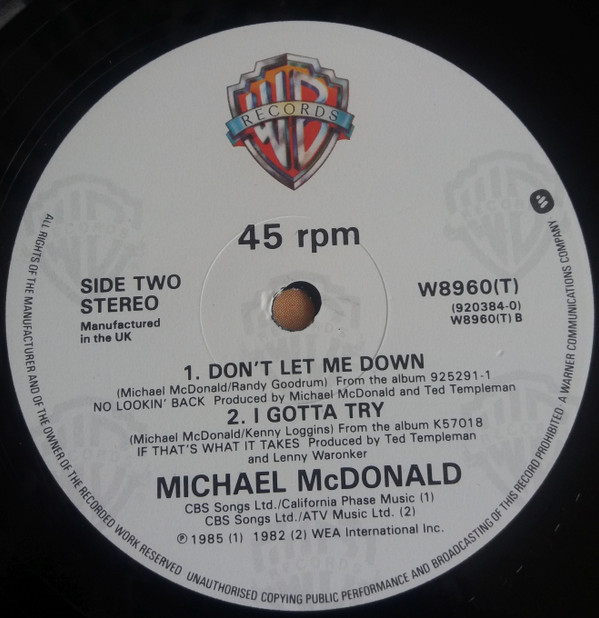 WB
RECORDS
45 rpm
SIDE TWO
STEREO
Manufactured
in the UK
W8960(T)
(920384-0)
W8960(T) B
1. DON'T LET ME DOWN
(Michael McDonald/Randy Goodrum) From the album 925291-1
NO LOOKIN' BACK Produced by Michael McDonald and Ted Templeman
2. I GOTTA TRY
(Michael McDonald/Kenny Loggins) From the album K57018
IF THAT'S WHAT IT TAKES Produced by Ted Templeman
and Lenny Waronker
MICHAEL McDONALD
CBS Songs Ltd./California Phase Music (1)
CBS Songs Ltd./ATV Music Ltd. (2)
℗ 1985 (1) 1982 (2) WEA International Inc.
ALL RIGHTS OF THE MANUFACTURER AND OF THE OWNER OF THE RECORDED WORK RESERVED UNAUTHORISED COPYING PUBLIC PERFORMANCE AND BROADCASTING OF THIS RECORD PROHIBITED A WARNER COMMUNICATIONS COMPANY